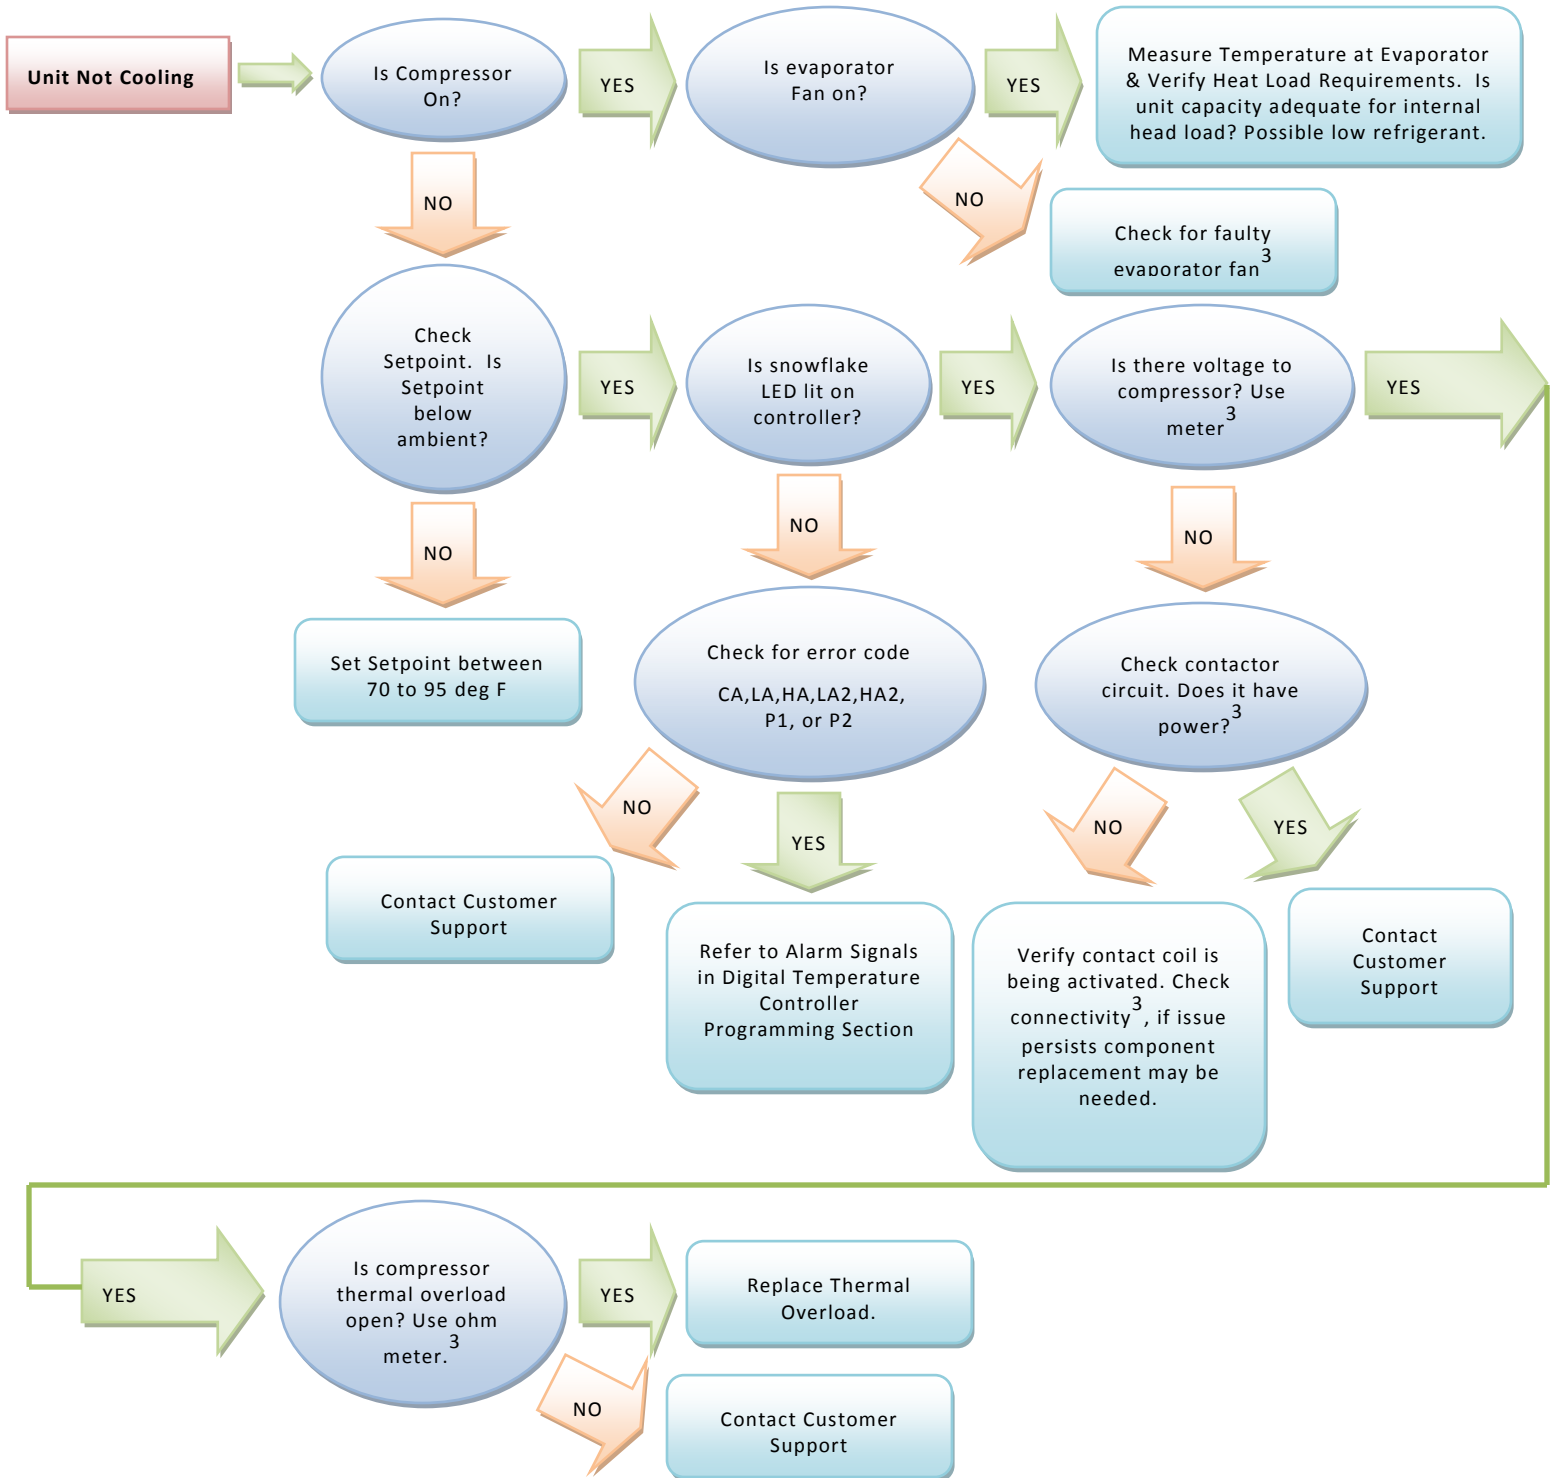 Unit Not Cooling
Is Compressor
On?
YES
Is evaporator
Fan on?
YES
Measure Temperature at Evaporator
& Verify Heat Load Requirements. Is
unit capacity adequate for internal
head load? Possible low refrigerant.
NO
NO
Check for faulty
evaporator fan3
Check
Setpoint. Is
Setpoint
below
ambient?
YES
Is snowflake
LED lit on
controller?
YES
Is there voltage to
compressor? Use
meter3
YES
NO
NO
NO
Set Setpoint between
70 to 95 deg F
Check for error code
CA,LA,HA,LA2,HA2,
P1, or P2
Check contactor
circuit. Does it have
power?3
NO
YES
NO
YES
Contact Customer
Support
Refer to Alarm Signals
in Digital Temperature
Controller
Programming Section
Verify contact coil is
being activated. Check
connectivity3, if issue
persists component
replacement may be
needed.
Contact
Customer
Support
YES
Is compressor
thermal overload
open? Use ohm
meter.3
YES
Replace Thermal
Overload.
NO
Contact Customer
Support